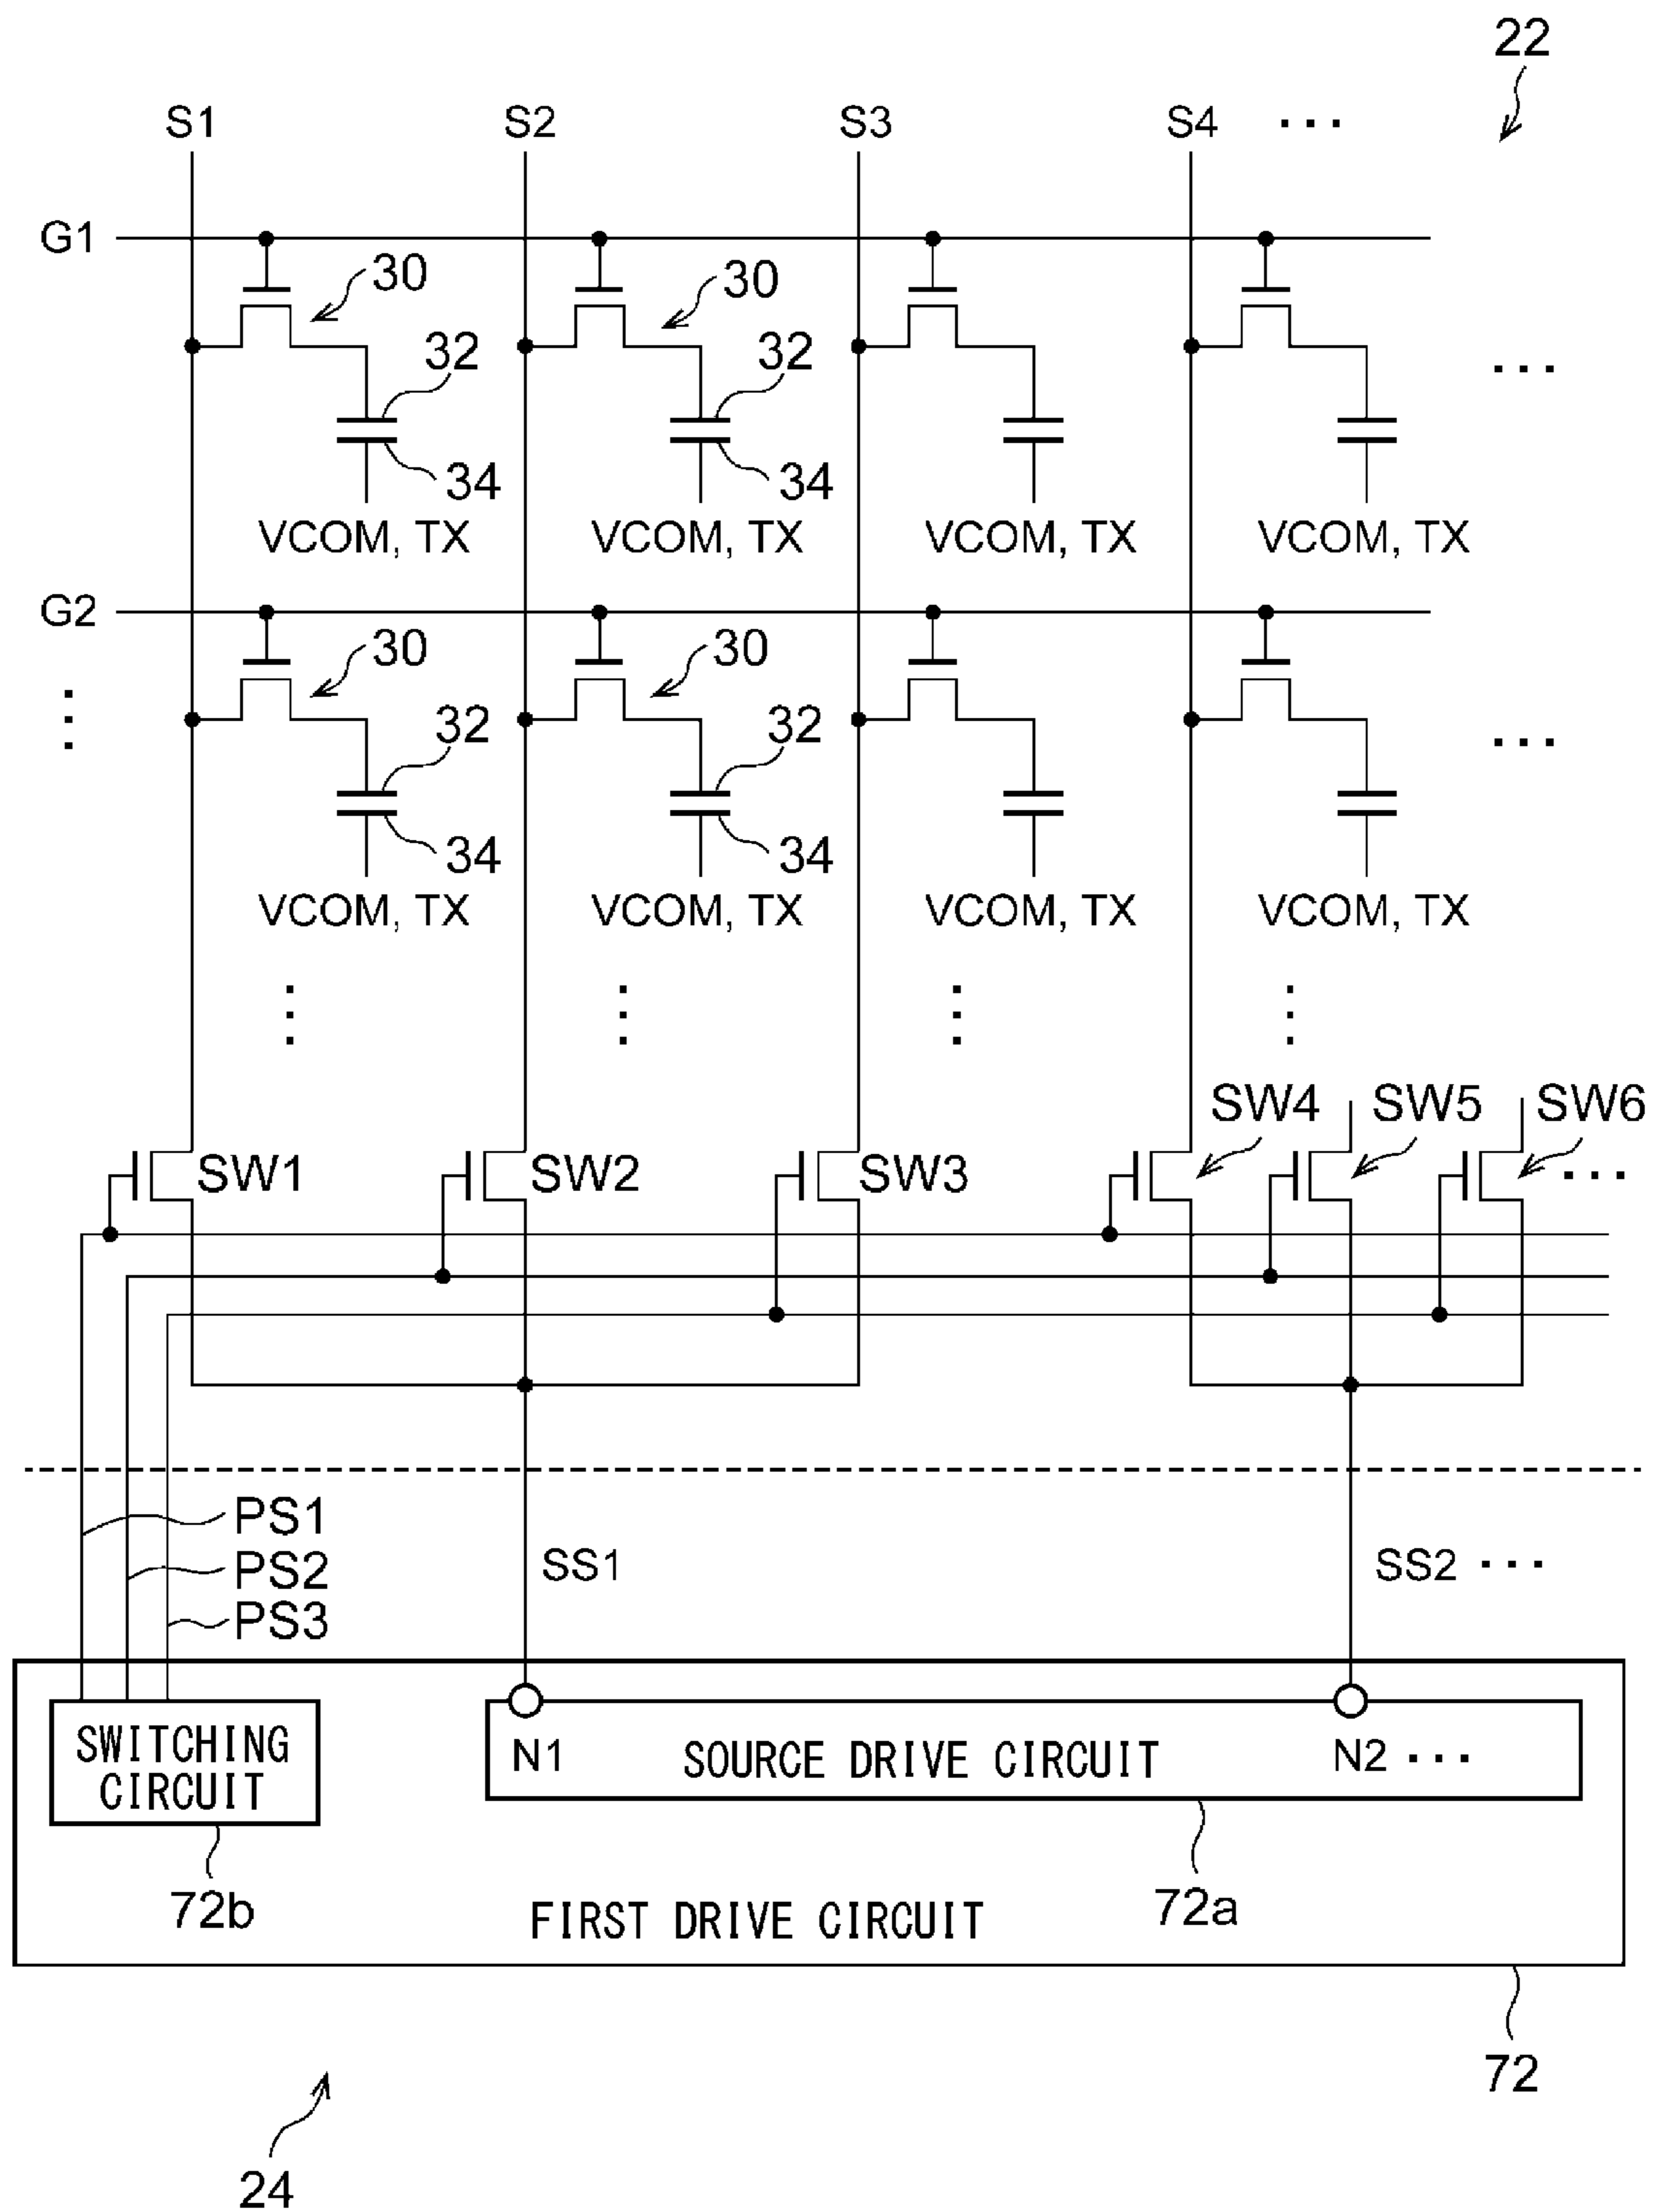 22
S1 S2 S3 S4 ···
G1
30 30
32 32 ···
34 34
VCOM, TX VCOM, TX VCOM, TX VCOM, TX
G2
30 30
32 32 ···
34 34
VCOM, TX VCOM, TX VCOM, TX VCOM, TX
SW4 SW5 SW6
SW1 SW2 SW3 ···
PS1
PS2 SS1 SS2 ···
PS3
SWITCHING
CIRCUIT
N1 SOURCE DRIVE CIRCUIT N2 ···
72b 72a
FIRST DRIVE CIRCUIT
72
24